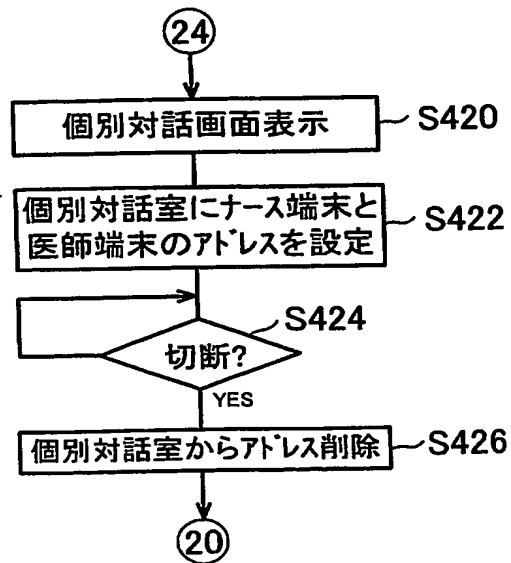 24
個別対話画面表示
S420
個別対話室にナース端末と
医師端末のアドレスを設定
S422
切断?
S424
YES
個別対話室からアドレス削除
S426
20